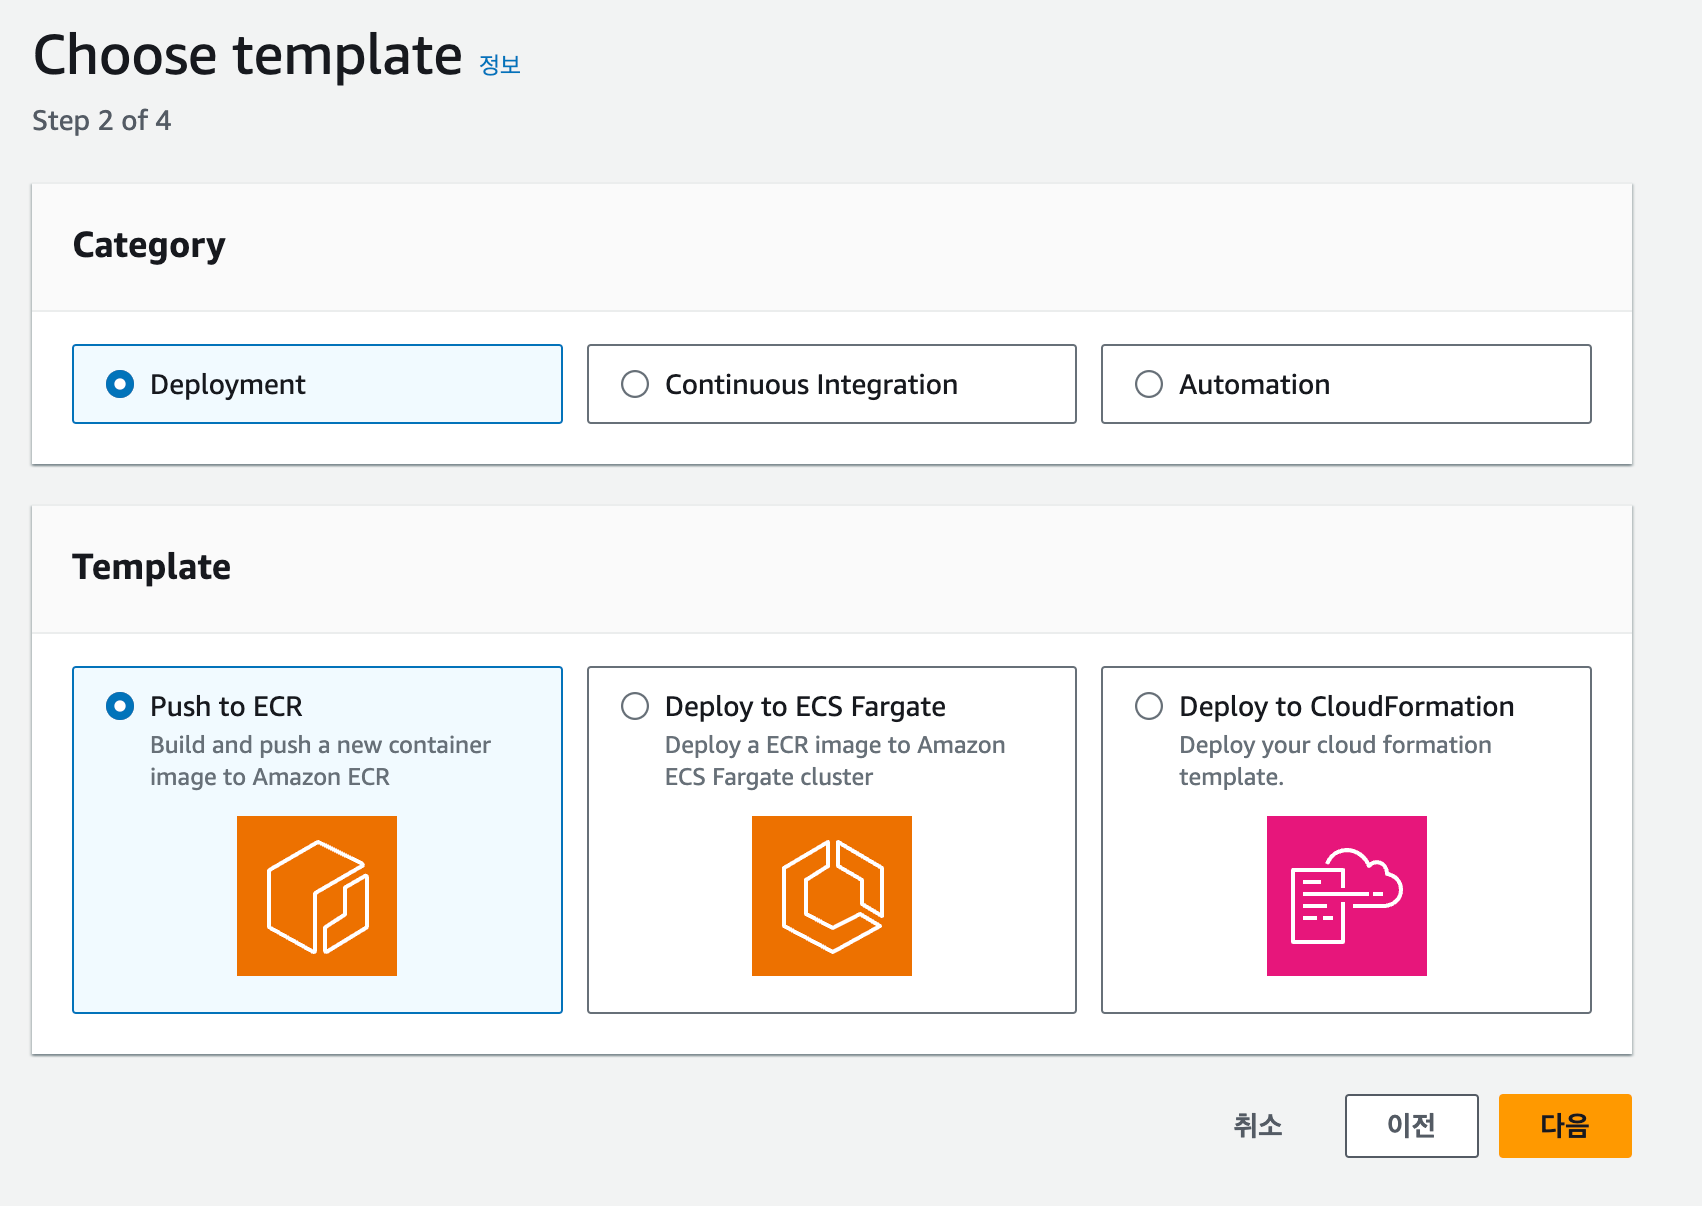 Choose template 정보
Step 2 of 4
Category
Deployment
Continuous Integration
Automation
Template
Push to ECR
Build and push a new container
image to Amazon ECR
Deploy to ECS Fargate
Deploy a ECR image to Amazon
ECS Fargate cluster
Deploy to CloudFormation
Deploy your cloud formation
template.
취소
이전
다음